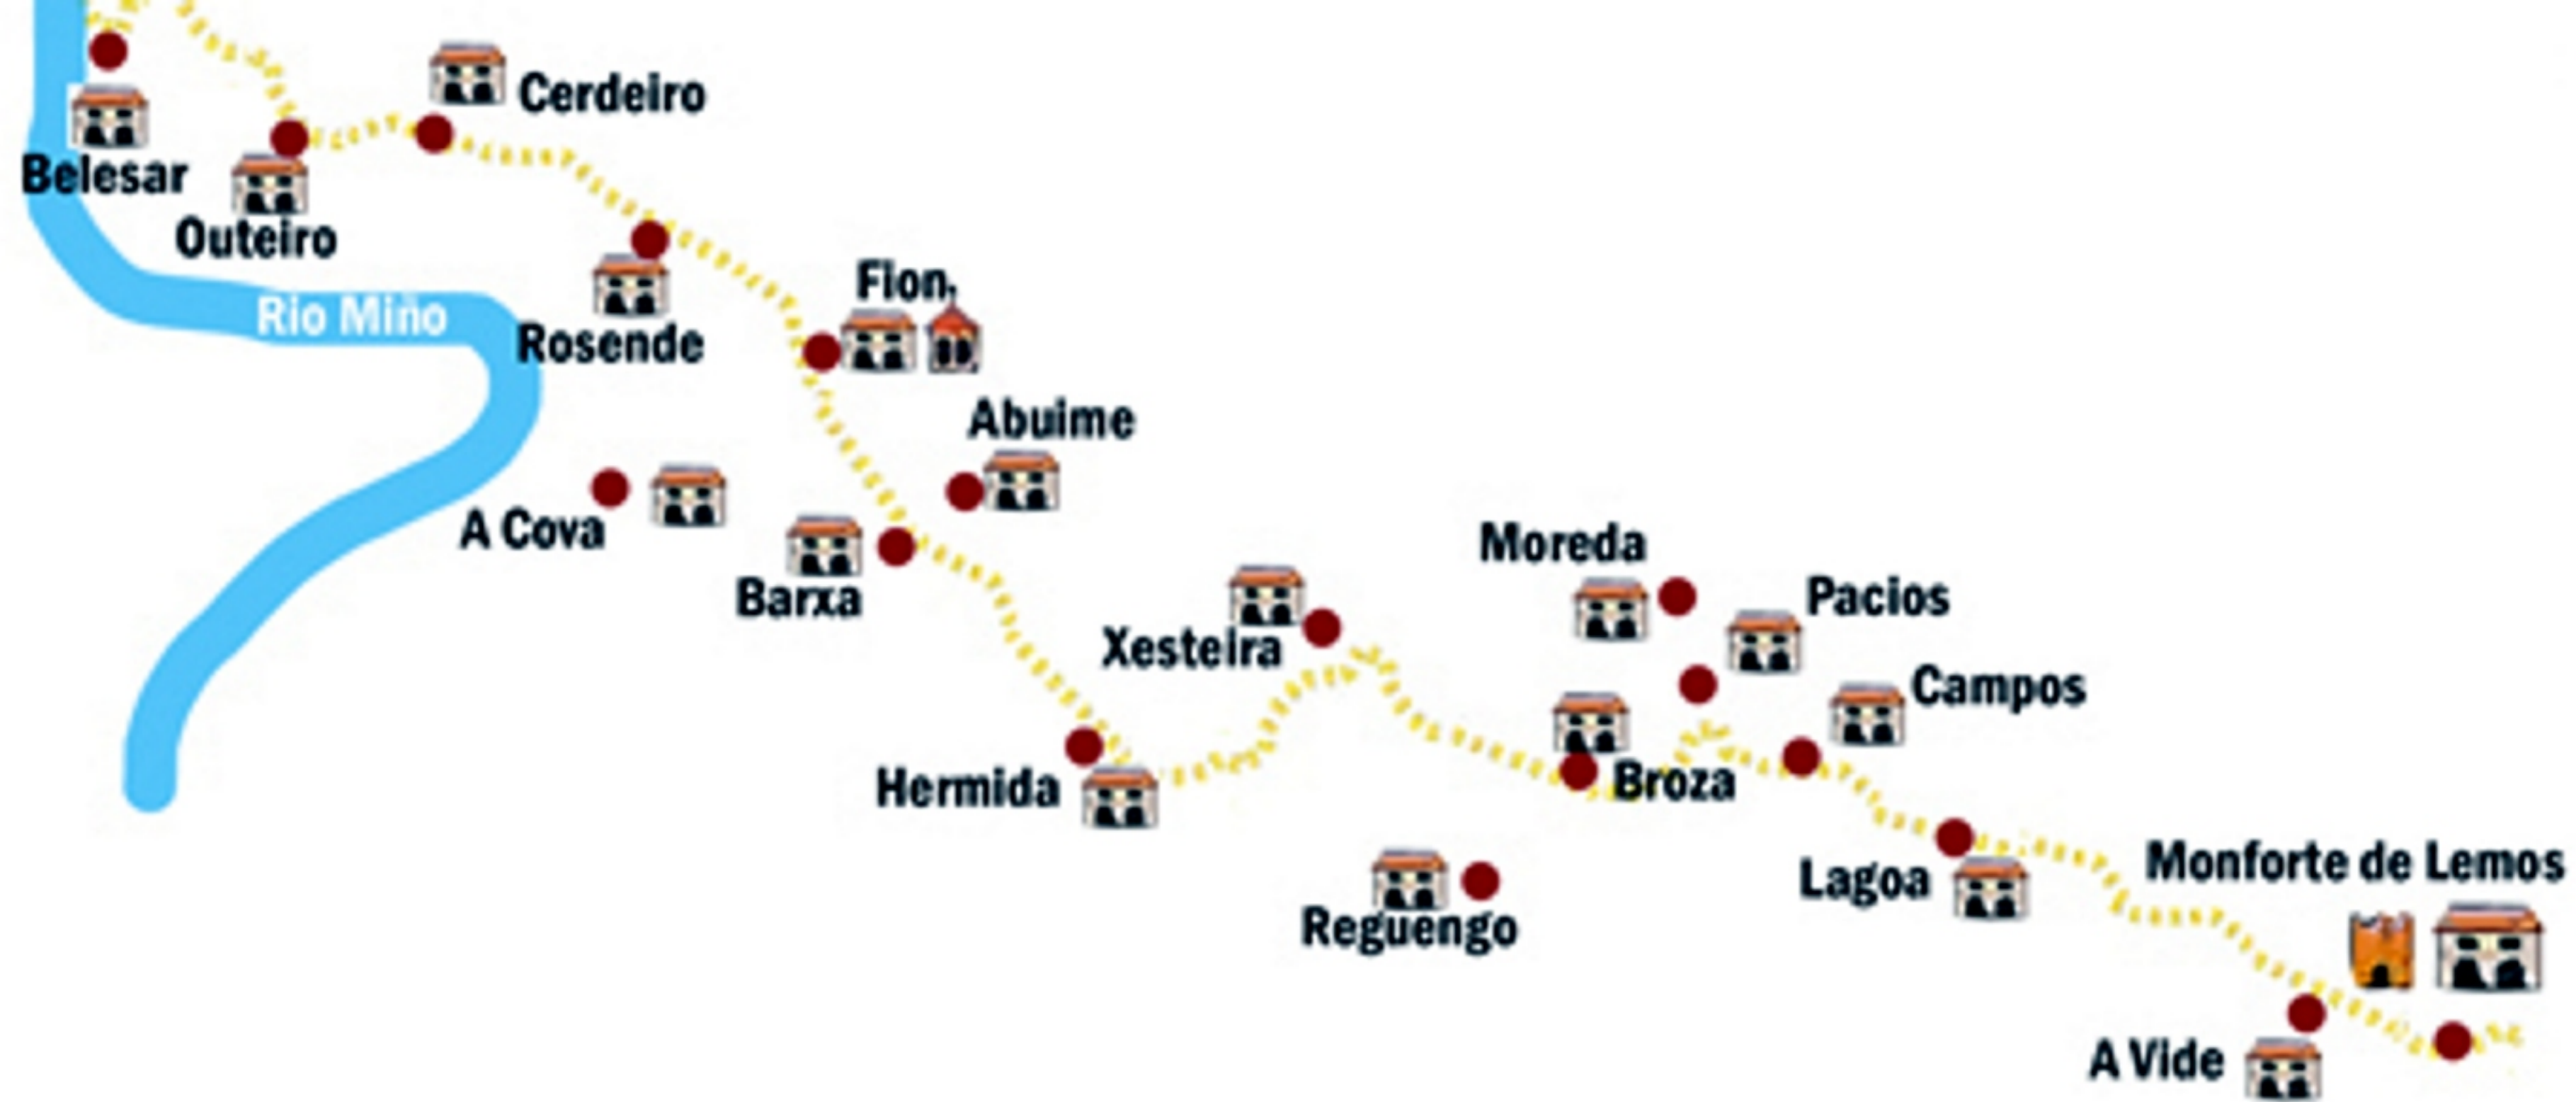 Cerdeiro
Belesar
Outeiro
Fion
Rio Miño
Rosende
Abuime
A Cova
Moreda
Barxa
Pacios
Xesteira
Campos
Broza
Hermida
Monforte de Lemos
Lagoa
Reguengo
A Vide